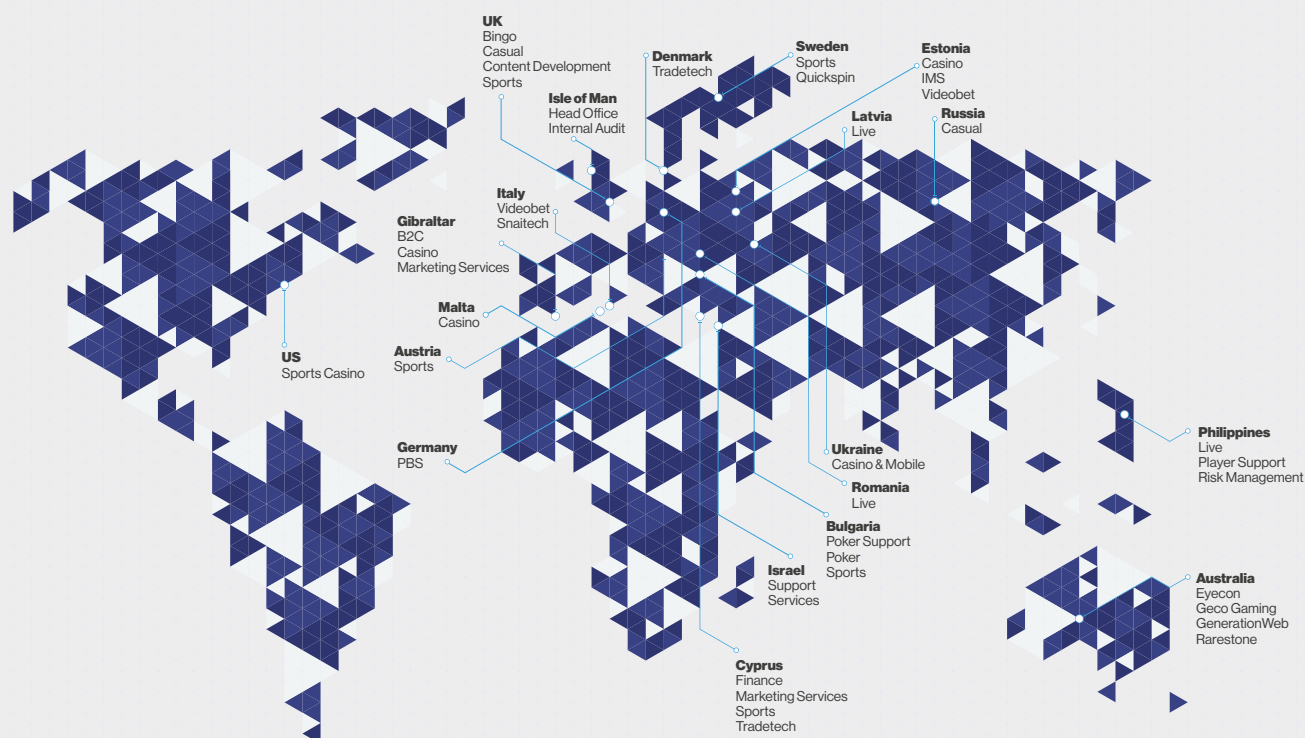 UK
Bingo
Casual
Content Development
Sports
Denmark
Tradetech
Sweden
Sports
Quickspin
Estonia
Casino
IMS
Videobet
Isle of Man
Head Office
Internal Audit
Latvia
Live
Russia
Casual
Italy
Videobet
Snaitech
Gibraltar
B2C
Casino
Marketing Services
Malta
Casino
US
Sports Casino
Austria
Sports
Germany
PBS
Ukraine
Casino & Mobile
Romania
Live
Bulgaria
Poker Support
Poker
Sports
Israel
Support
Services
Philippines
Live
Player Support
Risk Management
Australia
Eyecon
Geco Gaming
GenerationWeb
Rarestone
Cyprus
Finance
Marketing Services
Sports
Tradetech